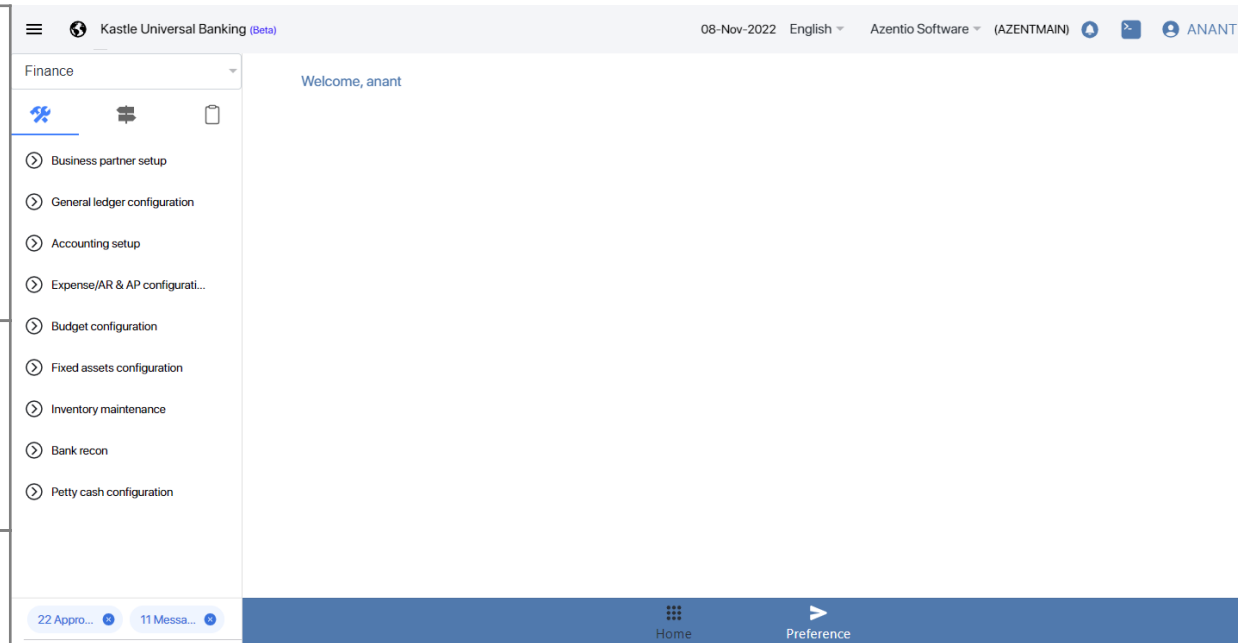 Kastle Universal Banking (Beta)
08-Nov-2022 English Azentio Software (AZENTMAIN) ANANT
Finance
Welcome, anant
Business partner setup
General ledger configuration
Accounting setup
Expense/AR & AP configurati...
Budget configuration
Fixed assets configuration
Inventory maintenance
Bank recon
Petty cash configuration
22 Appro... 11 Messa...
Home Preference